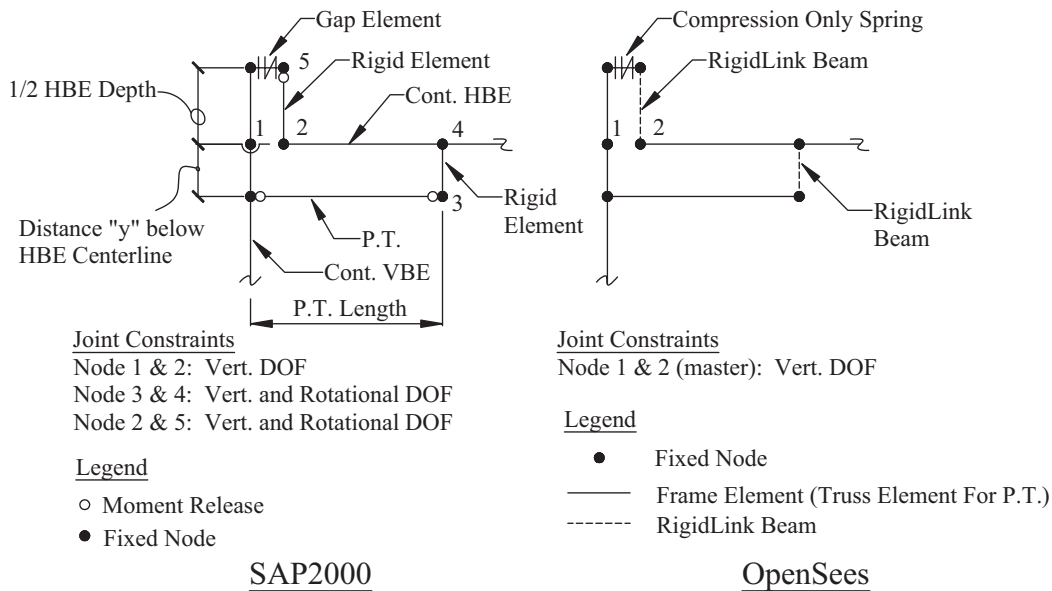 Gap Element
5
Rigid Element
1/2 HBE Depth
Cont. HBE
1
2
4
3
Rigid
Element
Distance "y" below
HBE Centerline
P.T.
Cont. VBE
P.T. Length
Joint Constraints
Node 1 & 2: Vert. DOF
Node 3 & 4: Vert. and Rotational DOF
Node 2 & 5: Vert. and Rotational DOF
Legend
Moment Release
Fixed Node
SAP2000
Compression Only Spring
RigidLink Beam
1
2
RigidLink
Beam
Joint Constraints
Node 1 & 2 (master): Vert. DOF
Legend
Fixed Node
Frame Element (Truss Element For P.T.)
RigidLink Beam
OpenSees